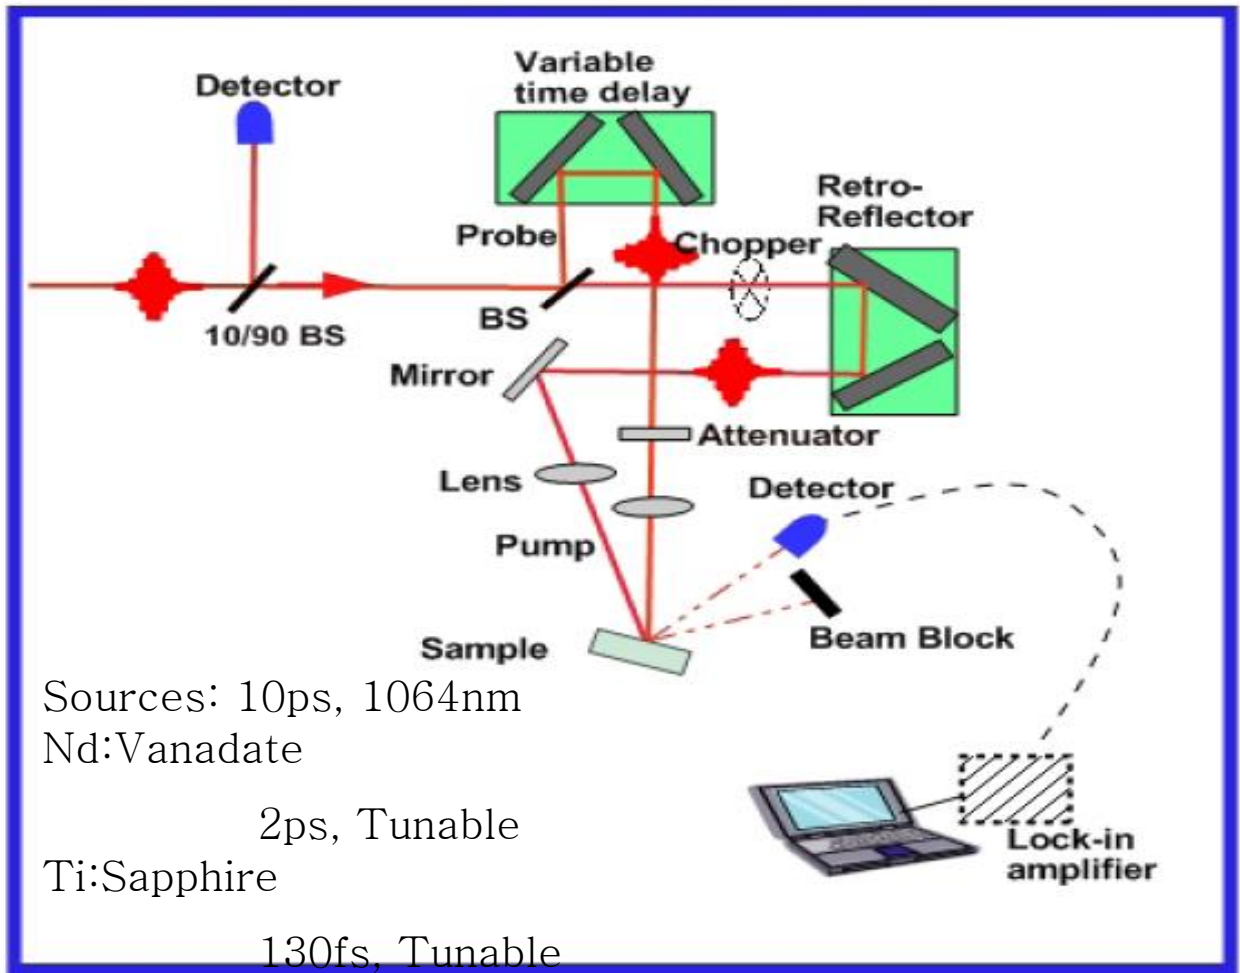 Detector
Variable
time delay
Retro-
Reflector
Probe
Chopper
10/90 BS
BS
Mirror
Attenuator
Lens
Detector
Pump
Sample
Beam Block
Sources: 10ps, 1064nm
Nd:Vanadate
2ps, Tunable
Ti:Sapphire
130fs, Tunable
Lock-in
amplifier